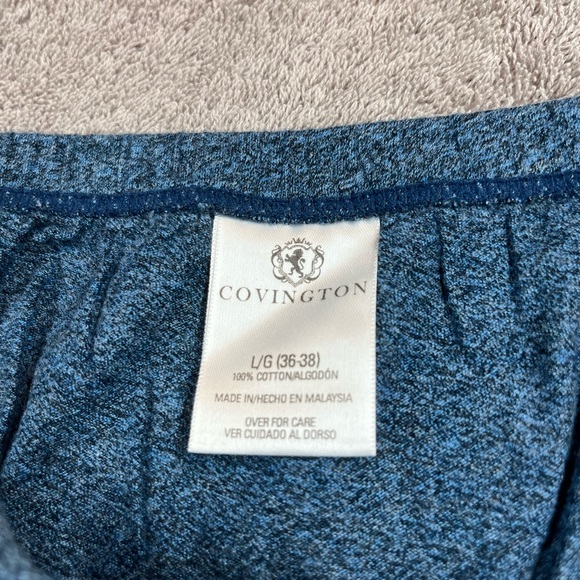 COVINGTON
L/G (36-38)
100% COTTON/ALGODÓN
MADE IN/HECHO EN MALAYSIA
OVER FOR CARE
VER CUIDADO AL DORSO